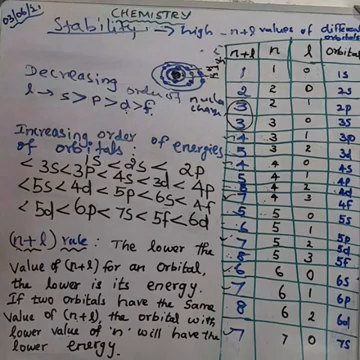 03/06/21
CHEMISTRY
Stability → high n+l values of different orbitals
Decreasing order of nuclear charge
l → s > p > d > f
Increasing order of energies
of orbitals: 1s < 2s < 2p
< 3s < 3p < 4s < 3d < 4p
< 5s < 4d < 5p < 6s < 4f
< 5d < 6p < 7s < 5f < 6d
(n+l) rule: The lower the
value of (n+l) for an orbital,
the lower is its energy.
If two orbitals have the same
value of (n+l), the orbital with
lower value of 'n' will have the
lower energy.
n+l n l orbital
1 1 0 1s
2 2 0 2s
3 2 1 2p
3 3 0 3s
4 3 1 3p
5 3 2 3d
4 4 0 4s
5 4 1 4p
6 4 2 4d
7 4 3 4f
5 5 0 5s
6 5 1 5p
7 5 2 5d
8 5 3 5f
6 6 0 6s
7 6 1 6p
8 6 2 6d
7 7 0 7s